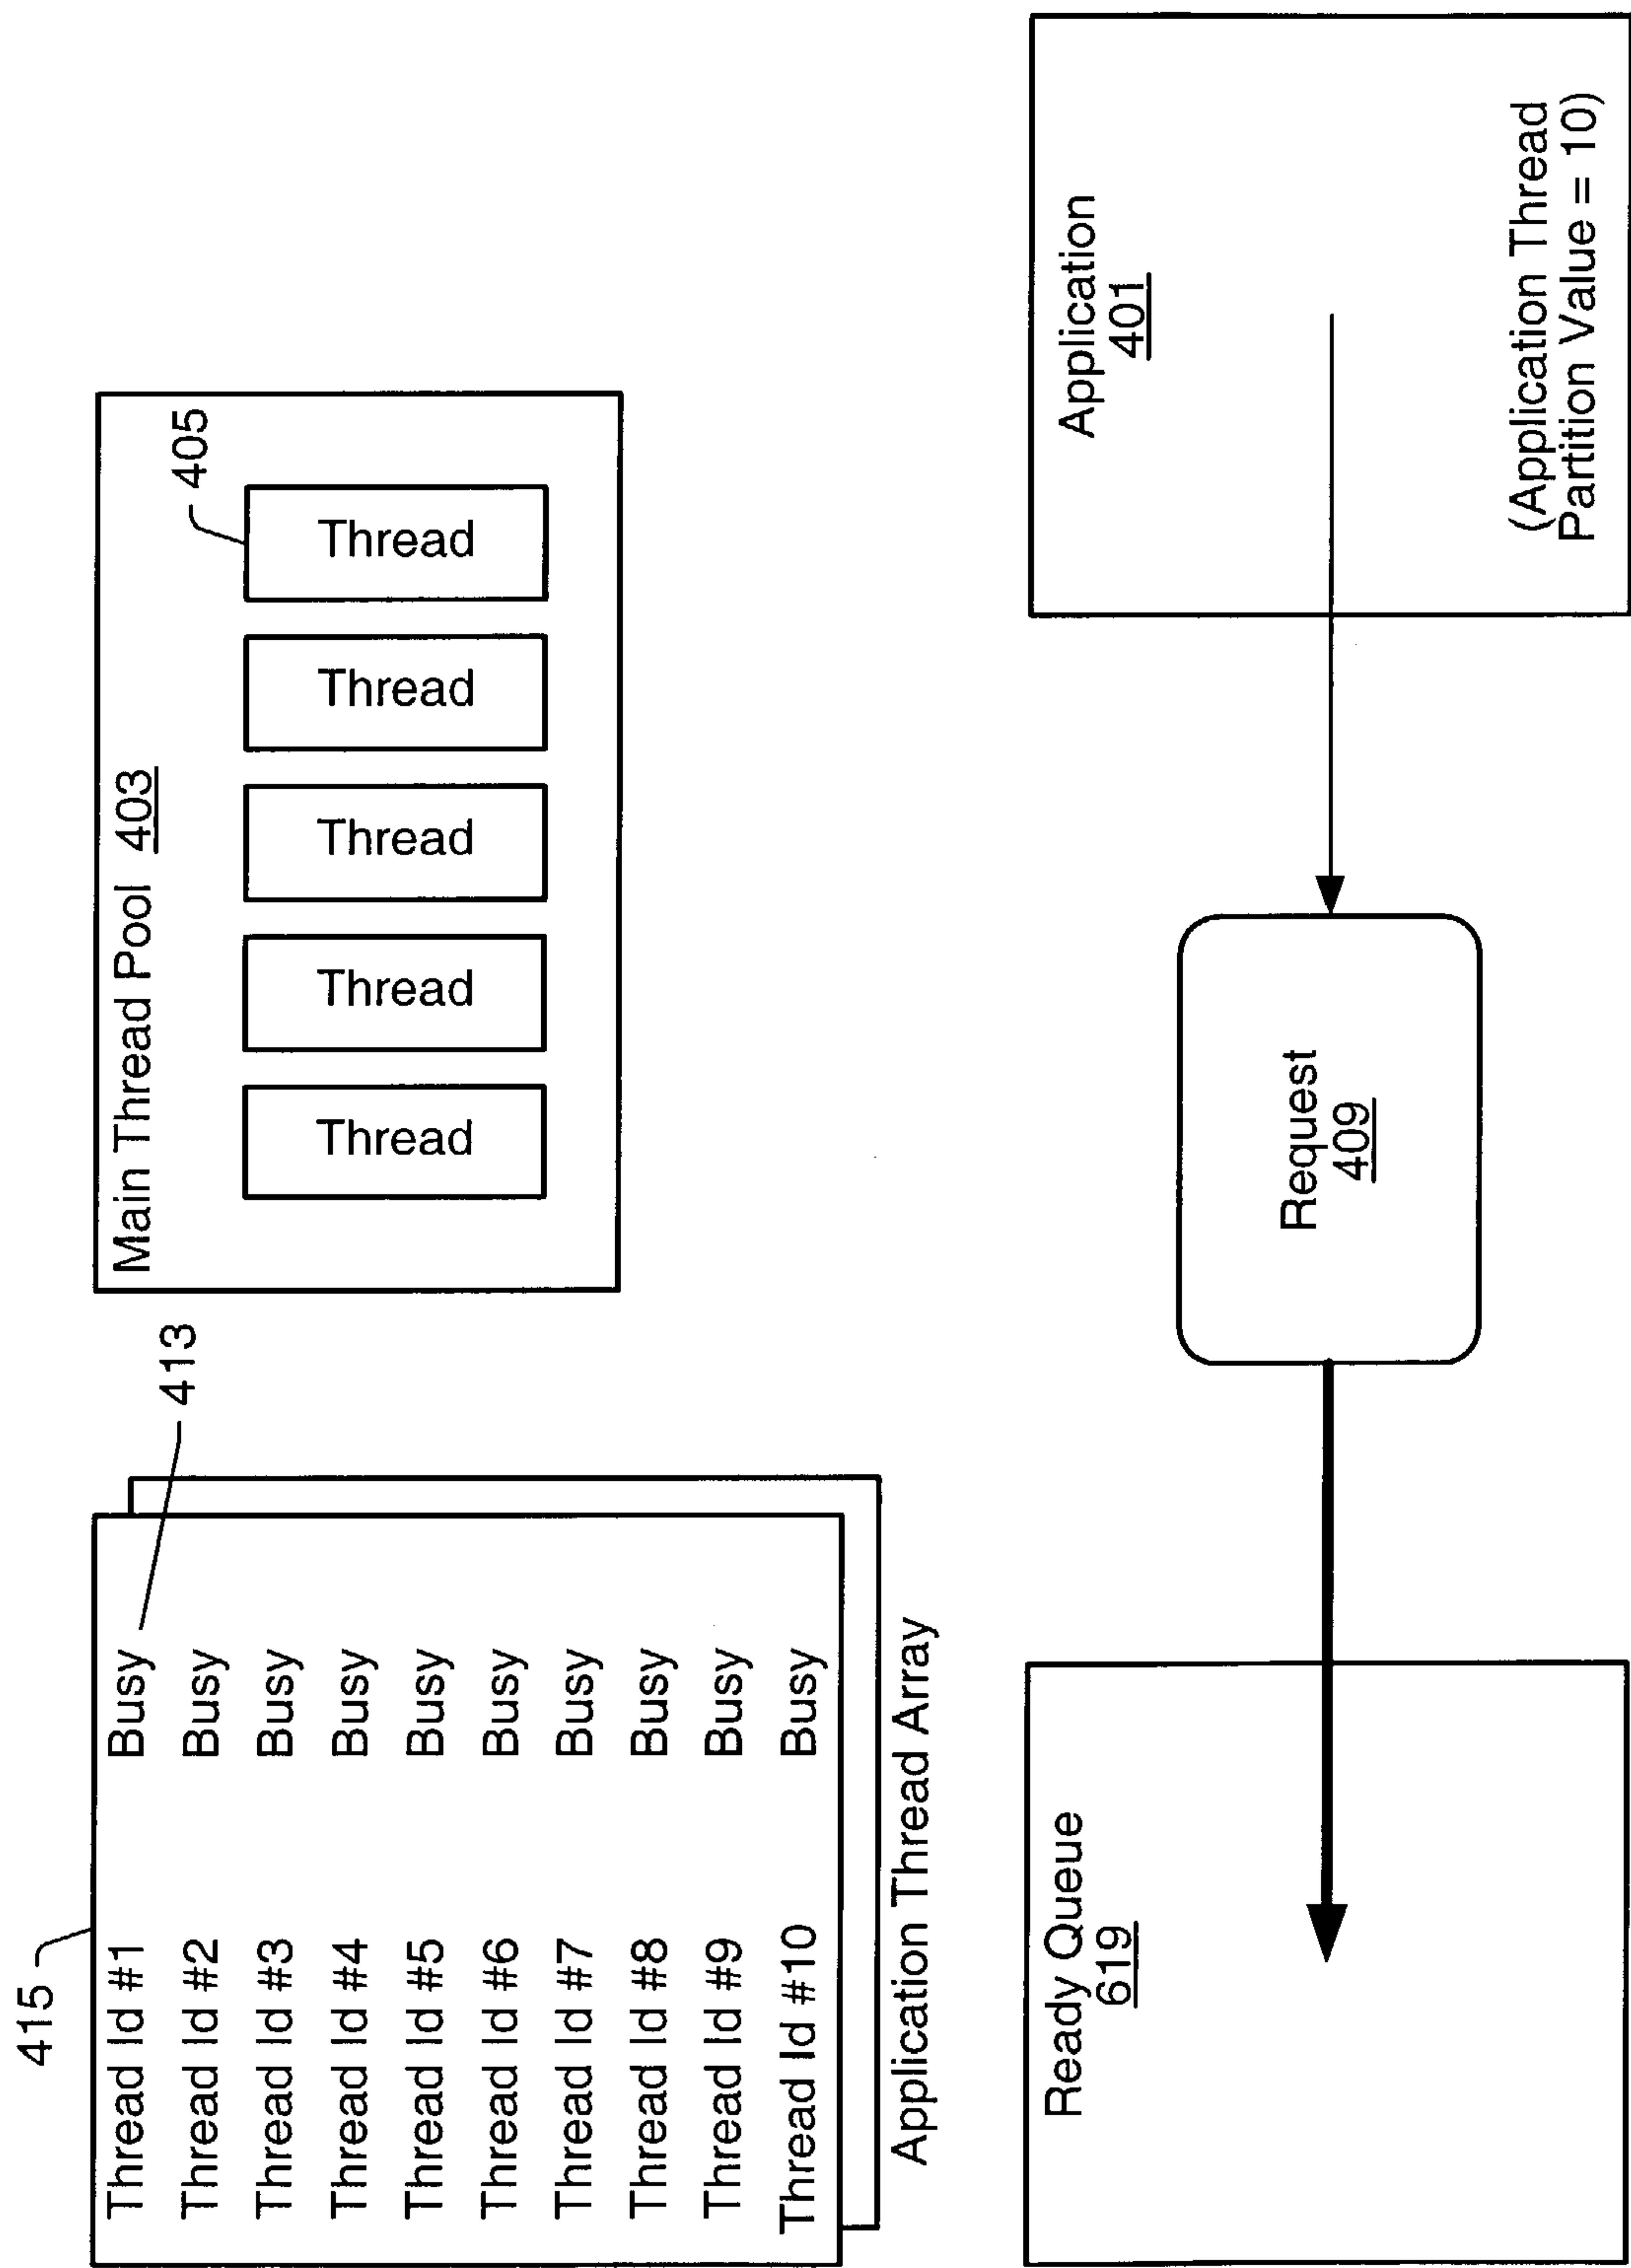 415
Thread Id #1 Busy
Thread Id #2 Busy
Thread Id #3 Busy
Thread Id #4 Busy
Thread Id #5 Busy
Thread Id #6 Busy
Thread Id #7 Busy
Thread Id #8 Busy
Thread Id #9 Busy
Thread Id #10 Busy
413
Application Thread Array
Main Thread Pool 403
405
Thread
Thread
Thread
Thread
Thread
Ready Queue
619
Request
409
Application
401
(Application Thread
Partition Value = 10)